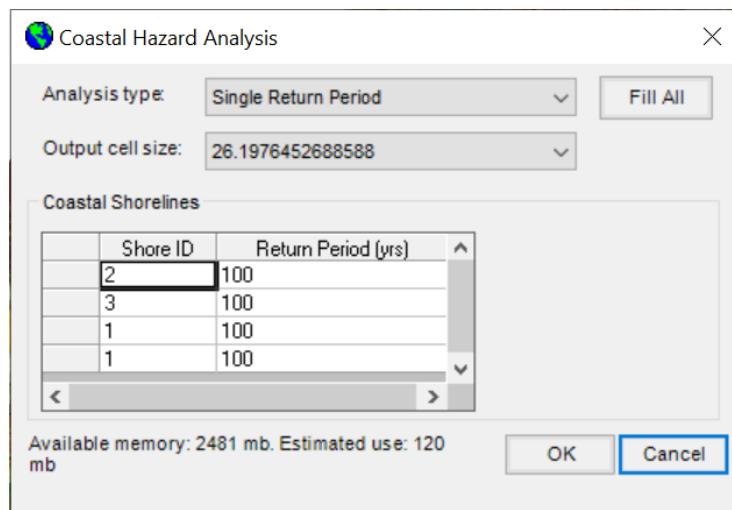 Coastal Hazard Analysis
Analysis type: Single Return Period Fill All
Output cell size: 26.1976452688588
Coastal Shorelines
Shore ID Return Period (yrs)
2 100
3 100
1 100
1 100
Available memory: 2481 mb. Estimated use: 120
mb
OK Cancel